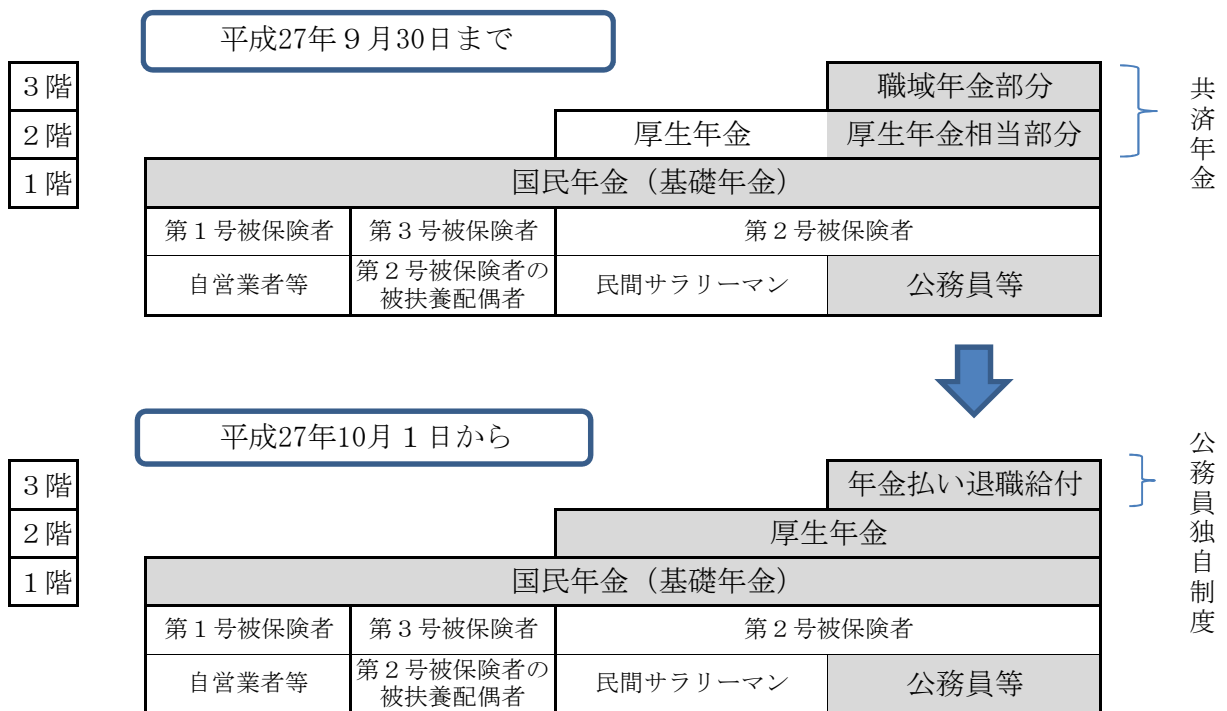 平成27年９月30日まで
３階
職域年金部分
２階
厚生年金
厚生年金相当部分
１階
国民年金（基礎年金）
共済年金
第１号被保険者
第３号被保険者
第２号被保険者
自営業者等
第２号被保険者の
被扶養配偶者
民間サラリーマン
公務員等
平成27年10月１日から
３階
年金払い退職給付
２階
厚生年金
１階
国民年金（基礎年金）
公務員独自制度
第１号被保険者
第３号被保険者
第２号被保険者
自営業者等
第２号被保険者の
被扶養配偶者
民間サラリーマン
公務員等